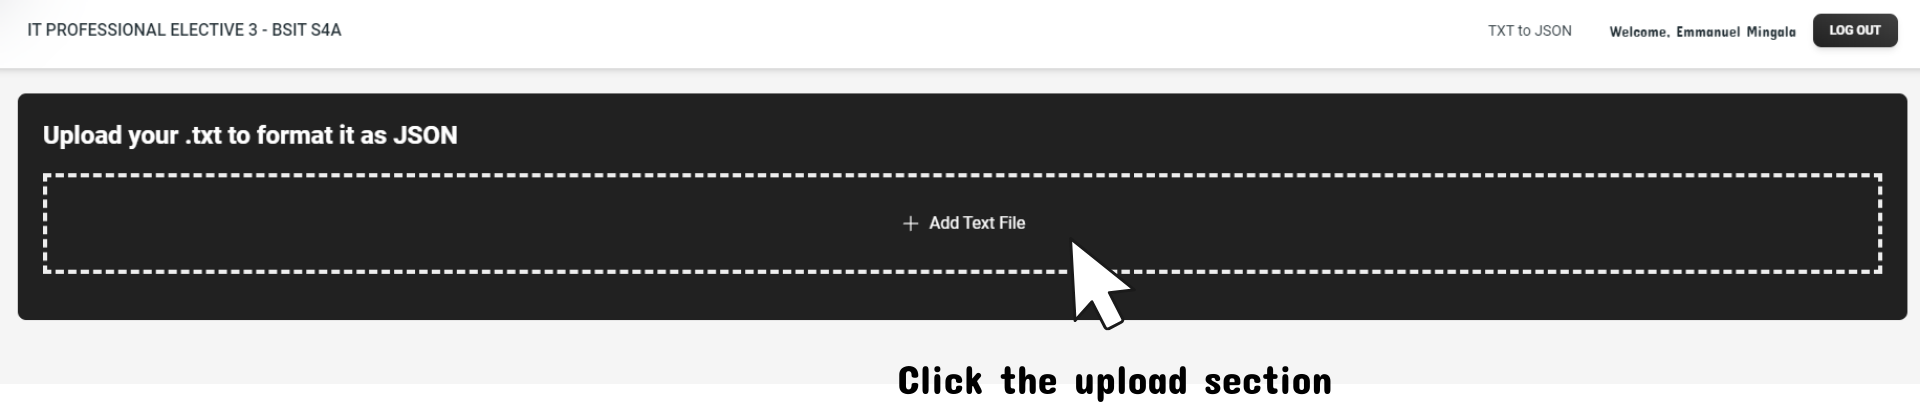 IT PROFESSIONAL ELECTIVE 3 - BSIT S4A
TXT to JSON
Welcome, Emmanuel Mingala
LOG OUT
Upload your .txt to format it as JSON
+ Add Text File
Click the upload section